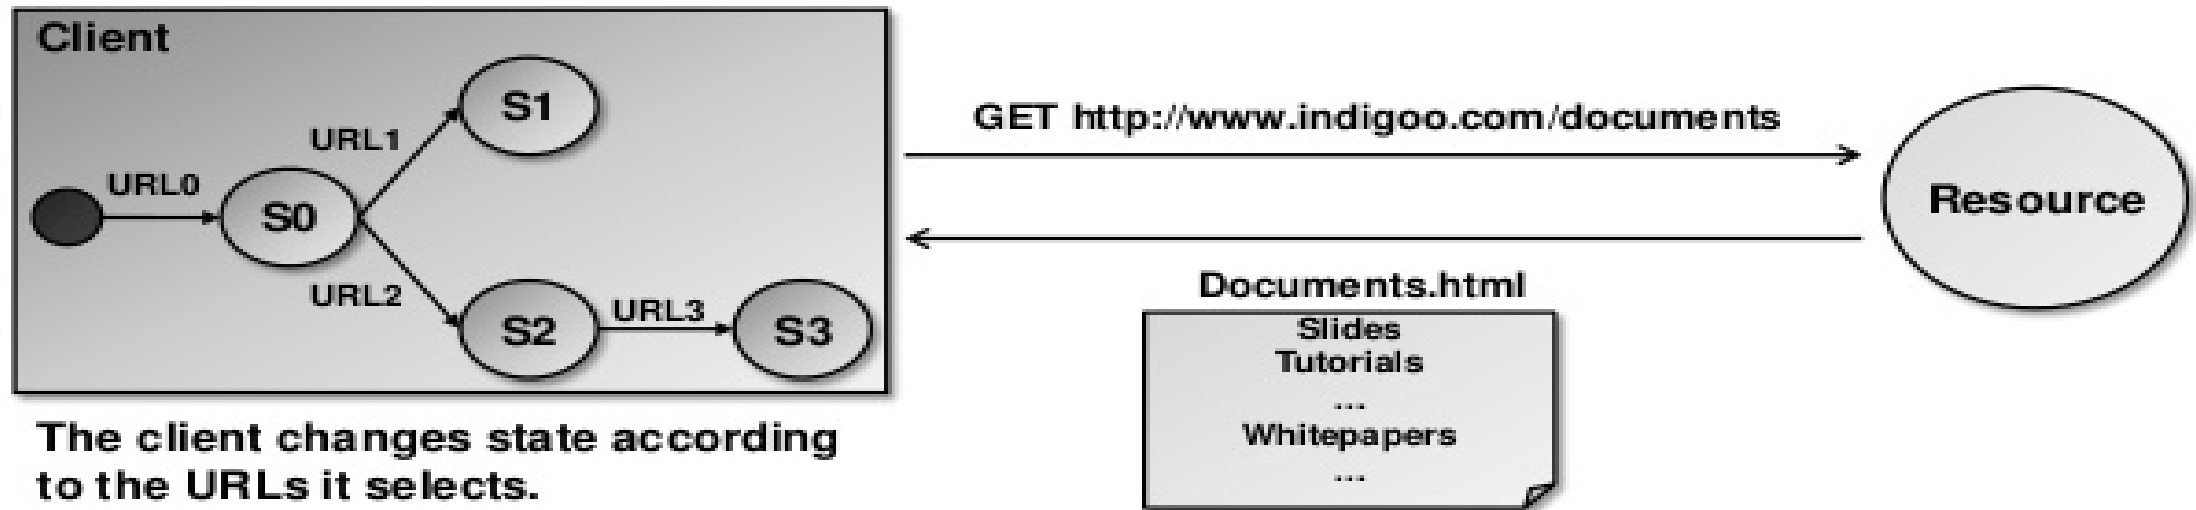 Client
S1
URL1
URL0
S0
URL2
S2
URL3
S3
The client changes state according
to the URLs it selects.
GET http://www.indigoo.com/documents
Resource
Documents.html
Slides
Tutorials
...
Whitepapers
...